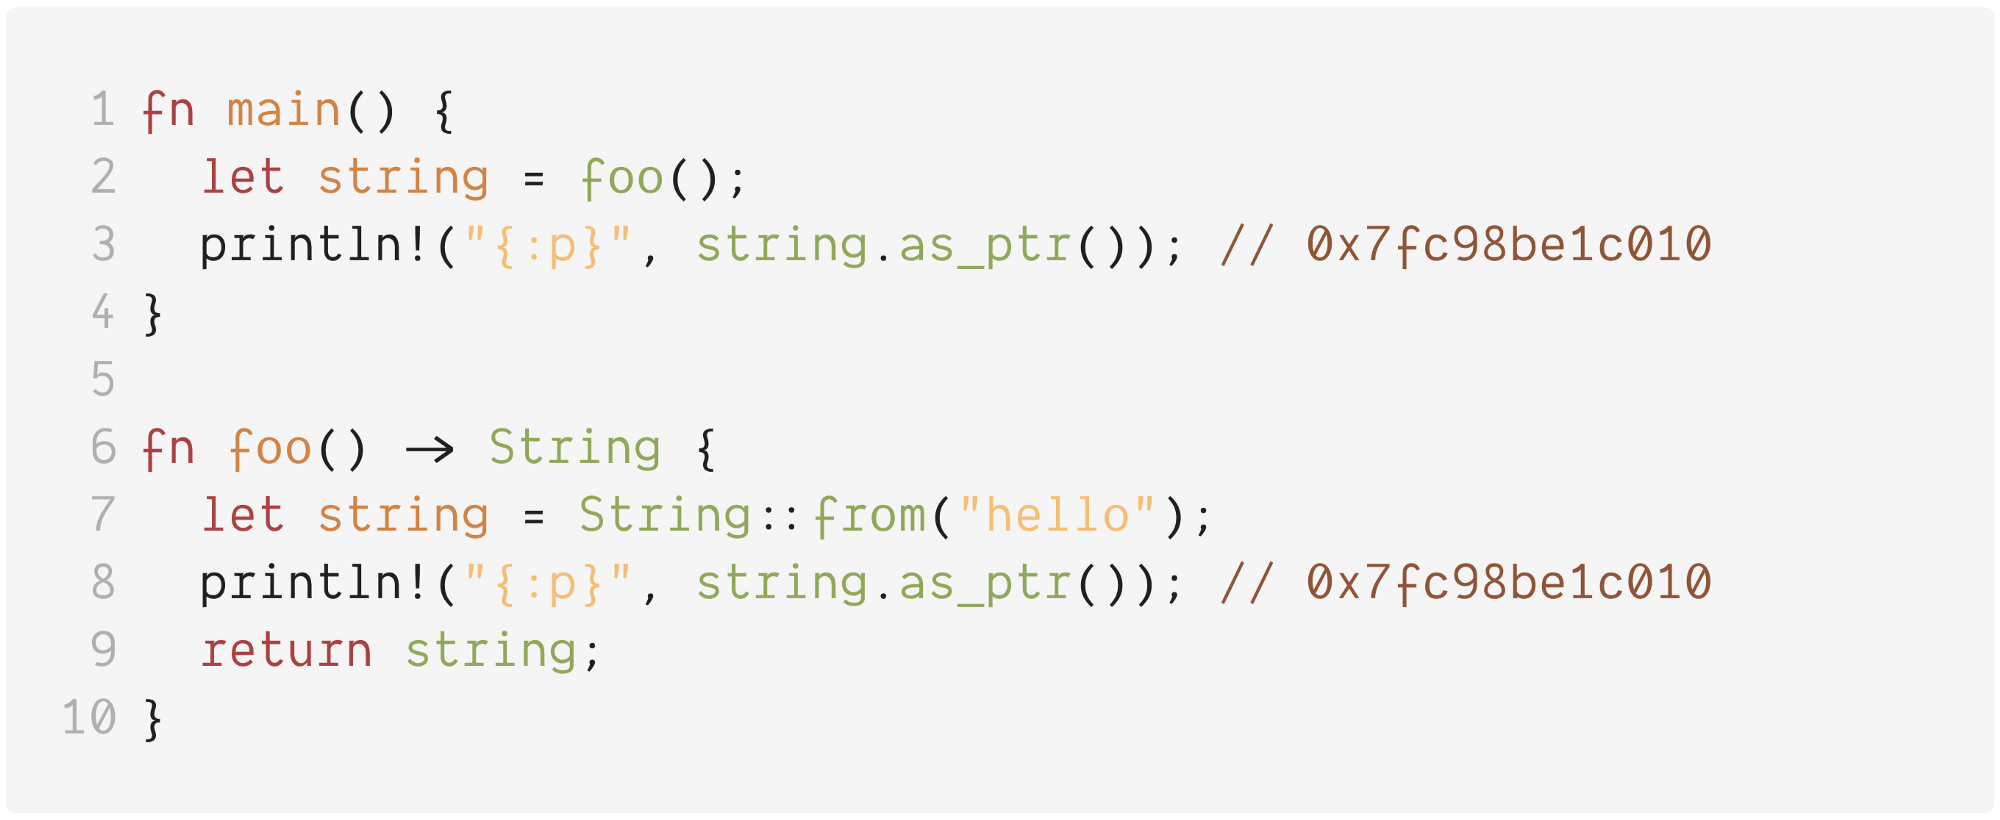 1 fn main() {
2   let string = foo();
3   println!("{:p}", string.as_ptr()); // 0x7fc98be1c010
4 }
5
6 fn foo() → String {
7   let string = String::from("hello");
8   println!("{:p}", string.as_ptr()); // 0x7fc98be1c010
9   return string;
10 }